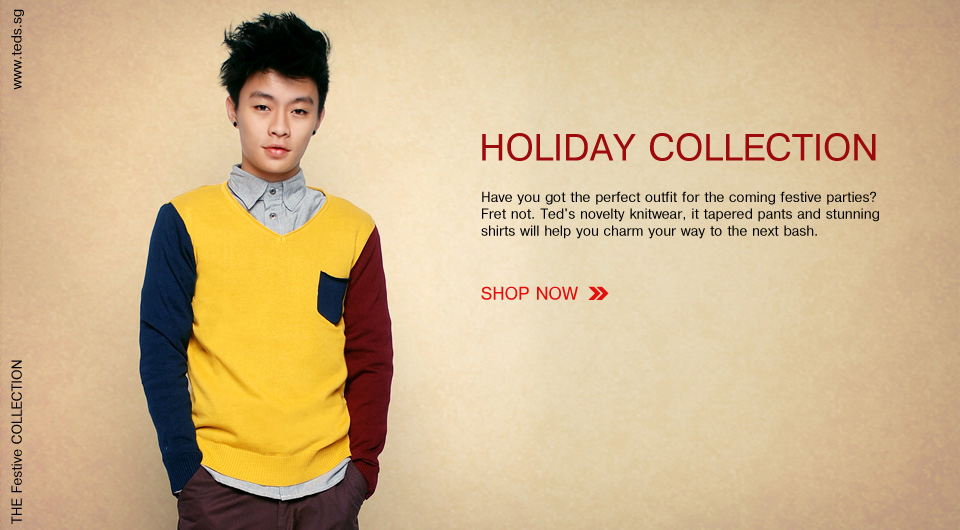 www.teds.sg
HOLIDAY COLLECTION
Have you got the perfect outfit for the coming festive parties?
Fret not. Ted's novelty knitwear, it tapered pants and stunning
shirts will help you charm your way to the next bash.
SHOP NOW
THE Festive COLLECTION